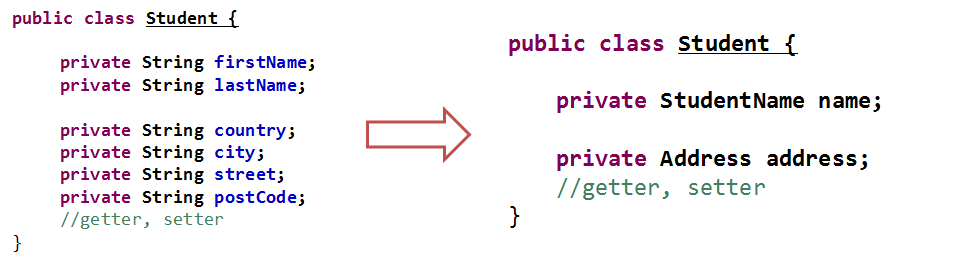 public class Student {
private String firstName;
private String lastName;
private String country;
private String city;
private String street;
private String postCode;
//getter, setter
}
public class Student {
private StudentName name;
private Address address;
//getter, setter
}